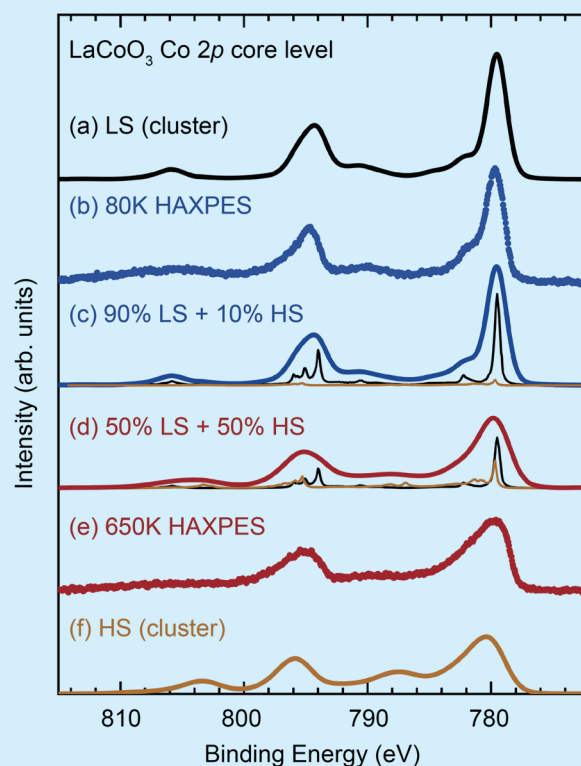 LaCoO₃ Co 2p core level
(a) LS (cluster)
(b) 80K HAXPES
(c) 90% LS + 10% HS
(d) 50% LS + 50% HS
(e) 650K HAXPES
(f) HS (cluster)
Intensity (arb. units)
810 800 790 780
Binding Energy (eV)